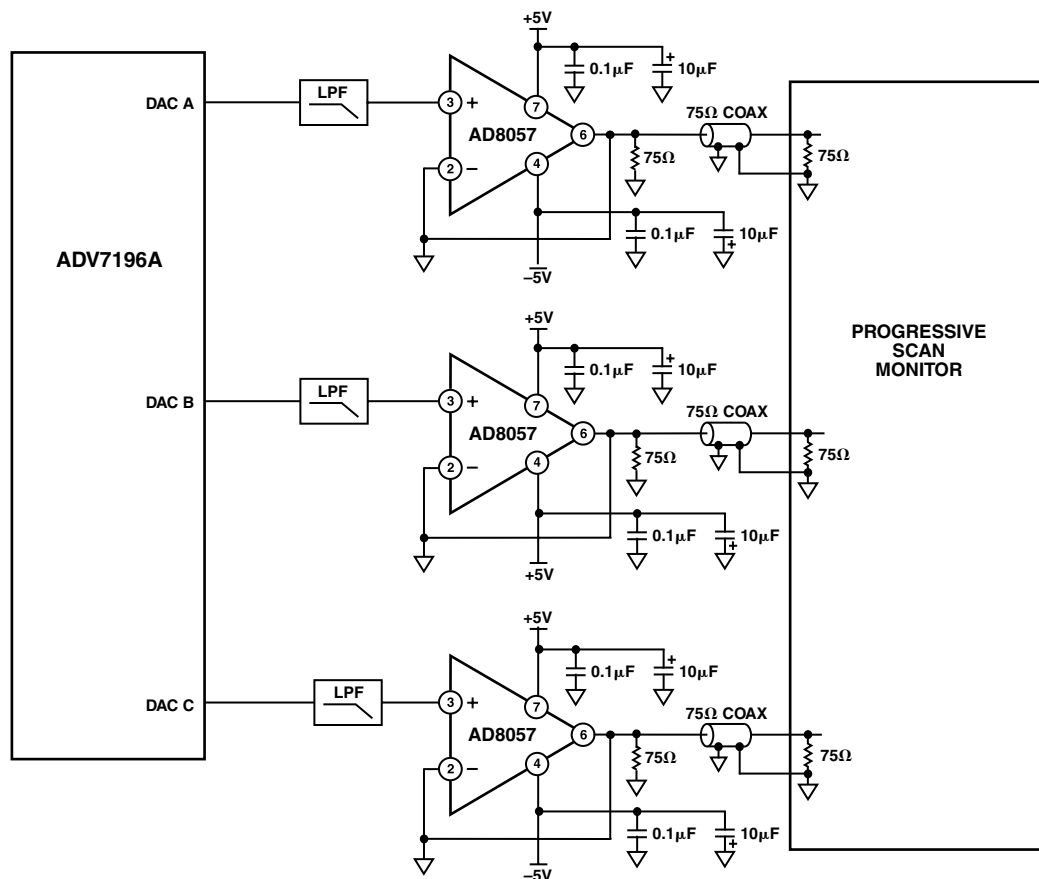 +5V
0.1μF
+
10μF
DAC A
LPF
3
+
7
AD8057
6
75Ω COAX
75Ω
75Ω
2
−
4
0.1μF
10μF
+
−5V
ADV7196A
PROGRESSIVE
SCAN
MONITOR
+5V
0.1μF
+
10μF
DAC B
LPF
3
+
7
AD8057
6
75Ω COAX
75Ω
75Ω
2
−
4
0.1μF
10μF
+
+5V
+5V
0.1μF
+
10μF
DAC C
LPF
3
+
7
AD8057
6
75Ω COAX
75Ω
75Ω
2
−
4
0.1μF
10μF
+
−5V